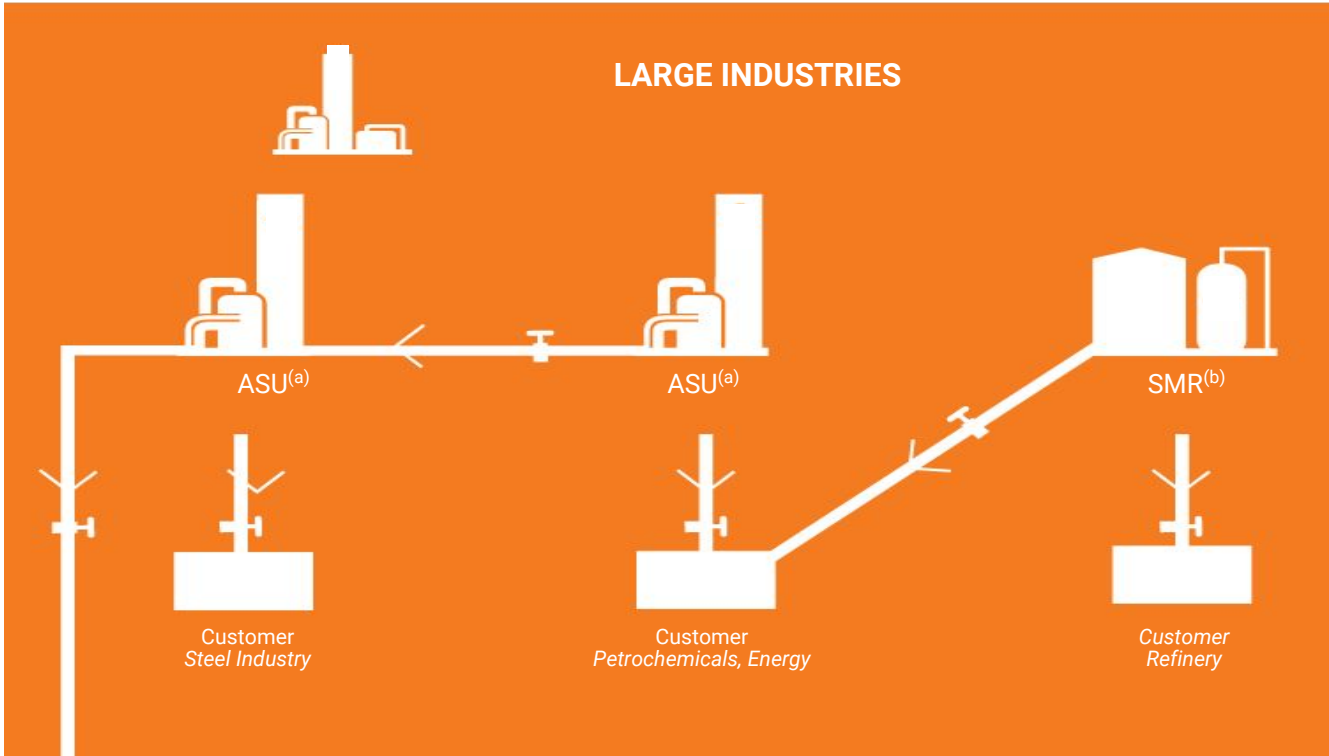 LARGE INDUSTRIES
ASU(a)
ASU(a)
SMR(b)
Customer
Steel Industry
Customer
Petrochemicals, Energy
Customer
Refinery